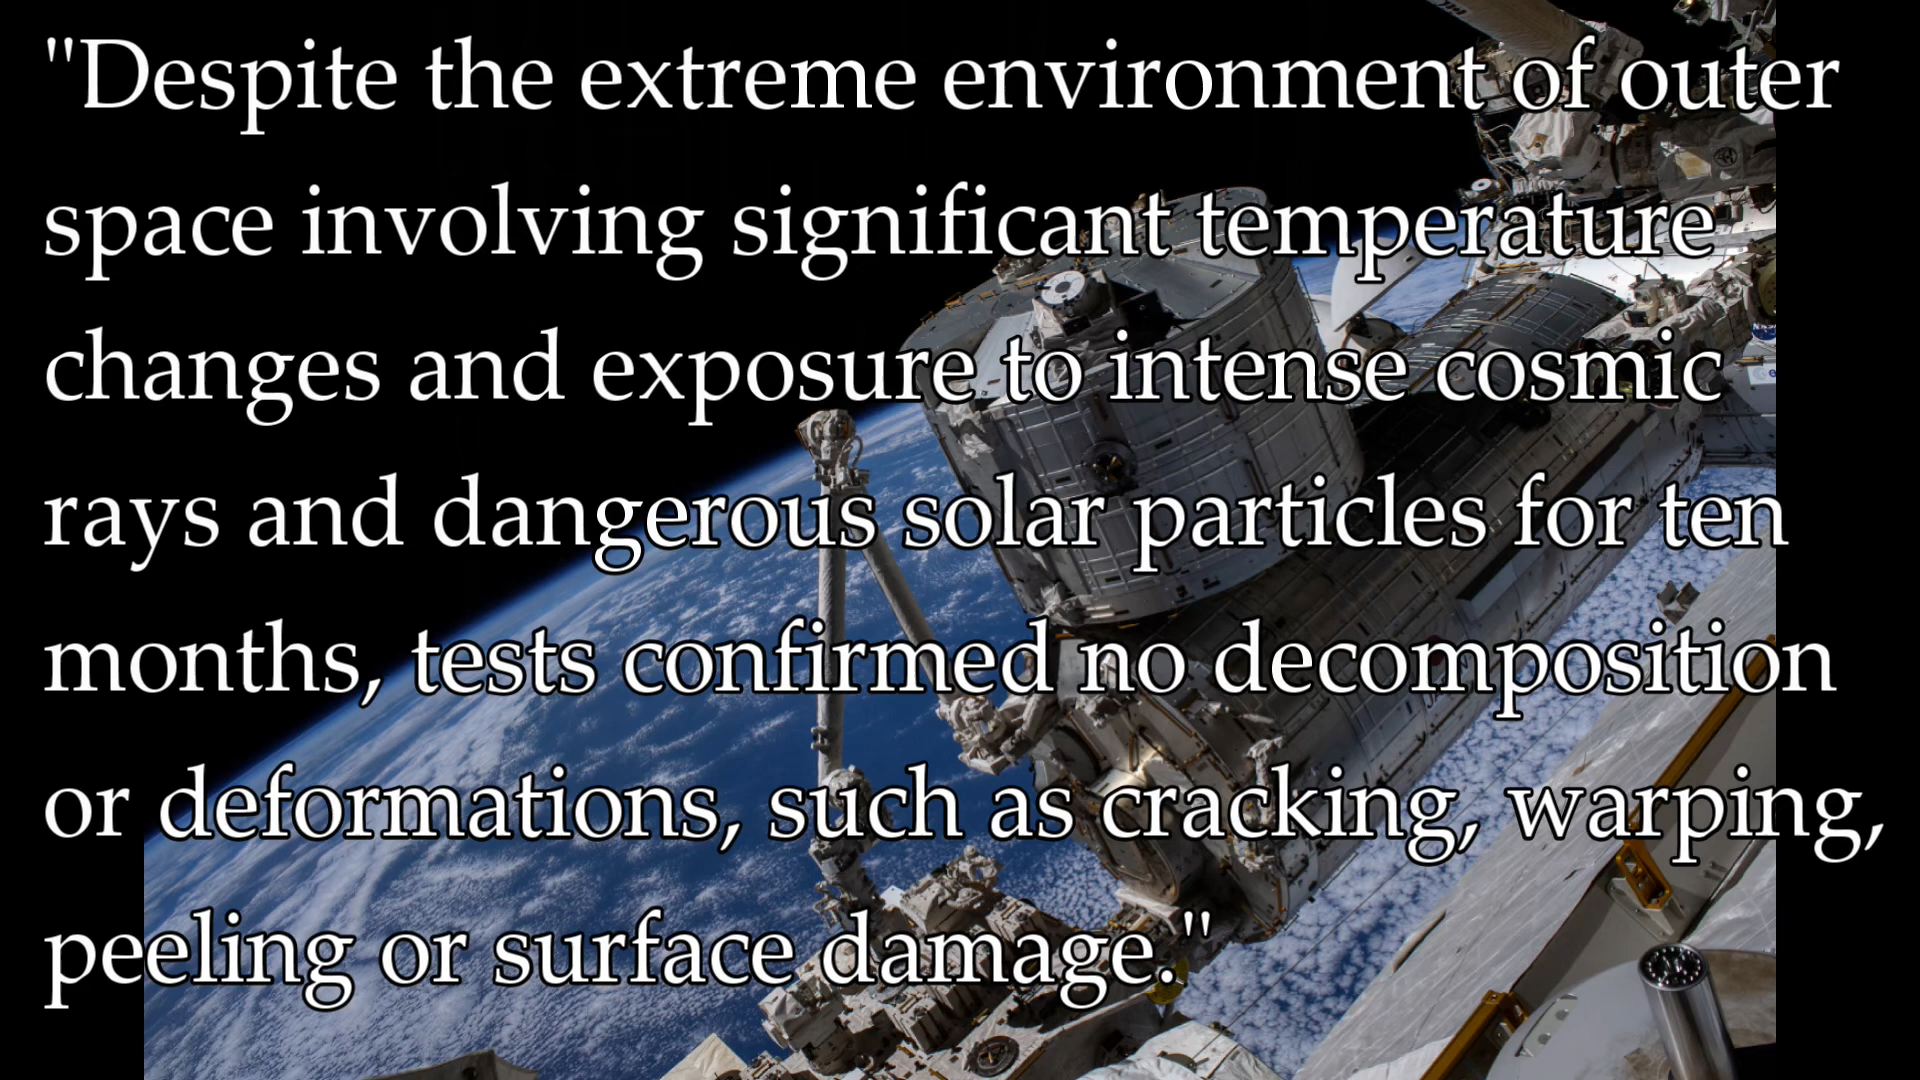 "Despite the extreme environment of outer
space involving significant temperature
changes and exposure to intense cosmic
rays and dangerous solar particles for ten
months, tests confirmed no decomposition
or deformations, such as cracking, warping,
peeling or surface damage."